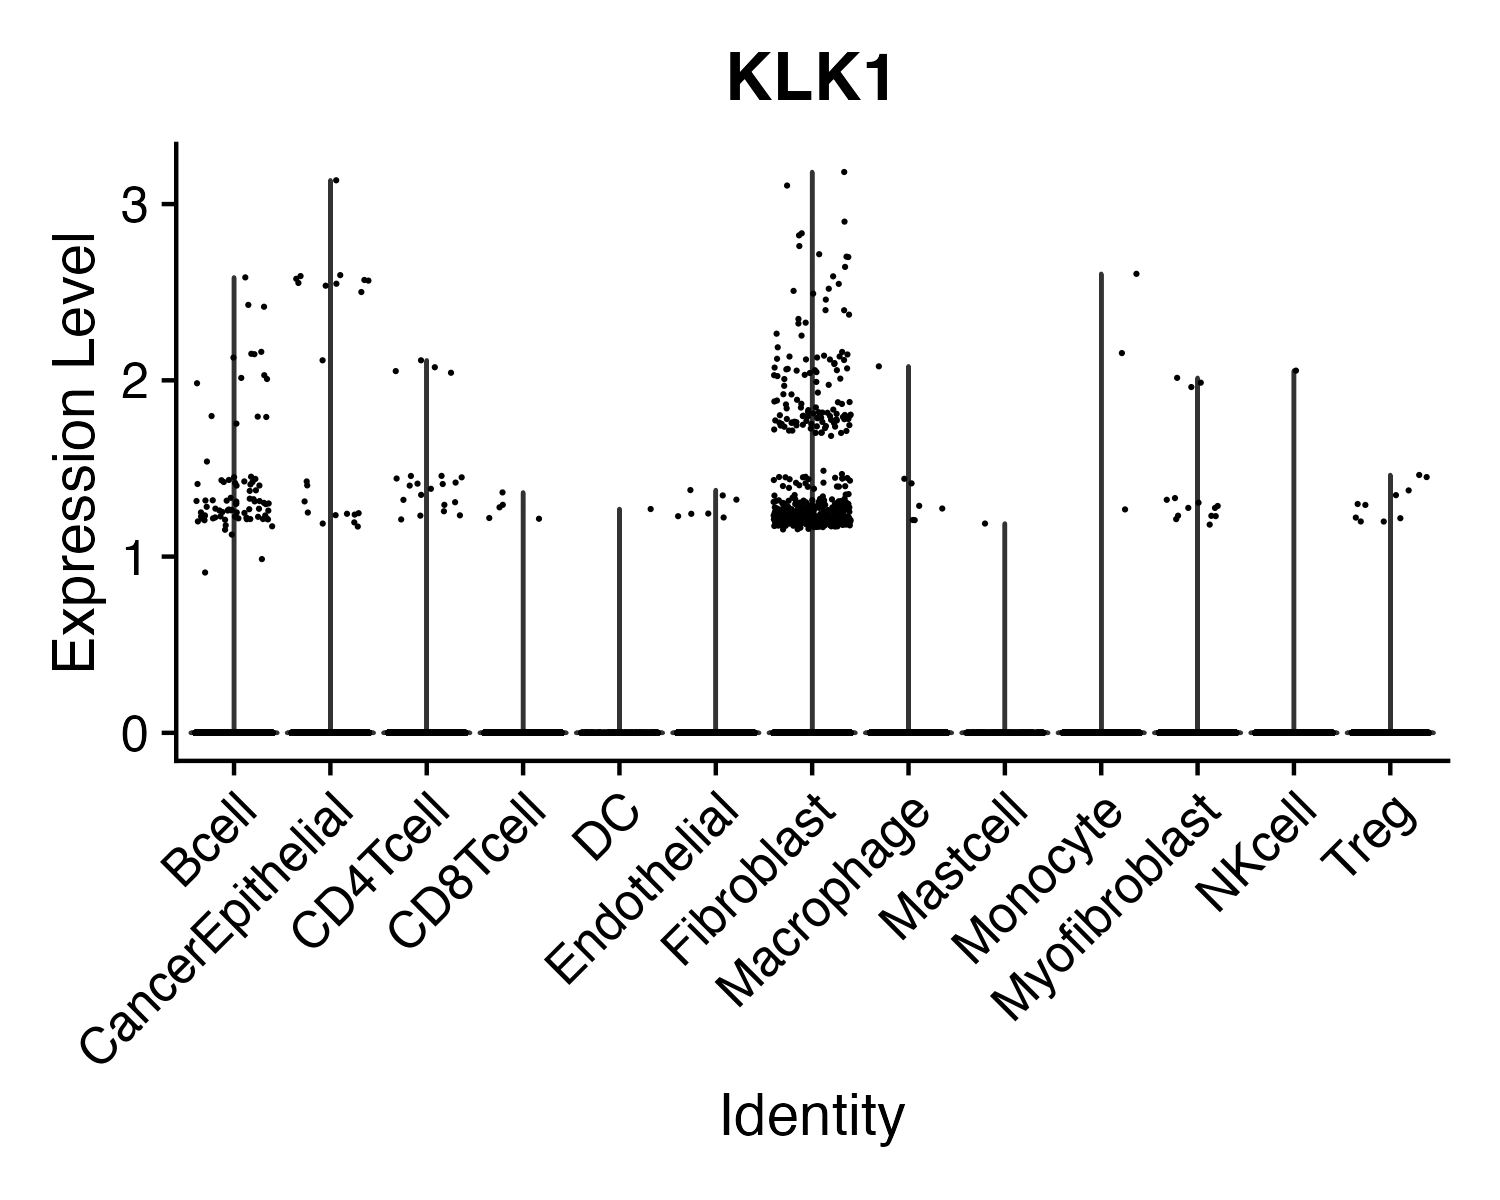 KLK1
Expression Level
3
2
1
0
Bcell
CancerEpithelial
CD4Tcell
CD8Tcell
DC
Endothelial
Fibroblast
Macrophage
Mastcell
Monocyte
Myofibroblast
NKcell
Treg
Identity